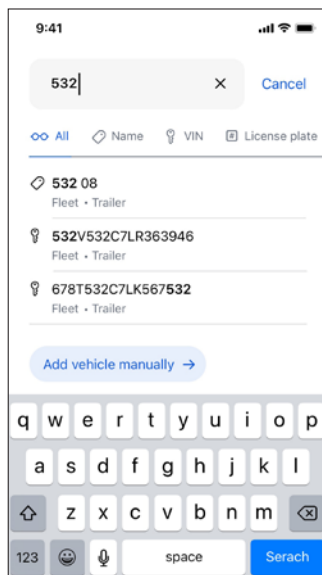 9:41
532
Cancel
All Name VIN # License plate
532 08
Fleet • Trailer
532V532C7LR363946
Fleet • Trailer
678T532C7LK567532
Fleet • Trailer
Add vehicle manually →
q w e r t y u i o p
a s d f g h j k l
z x c v b n m
123 space Serach